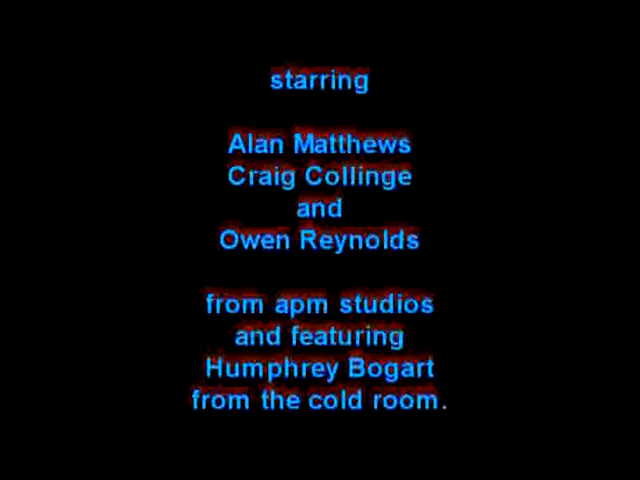 starring
Alan Matthews
Craig Collinge
and
Owen Reynolds
from apm studios
and featuring
Humphrey Bogart
from the cold room.